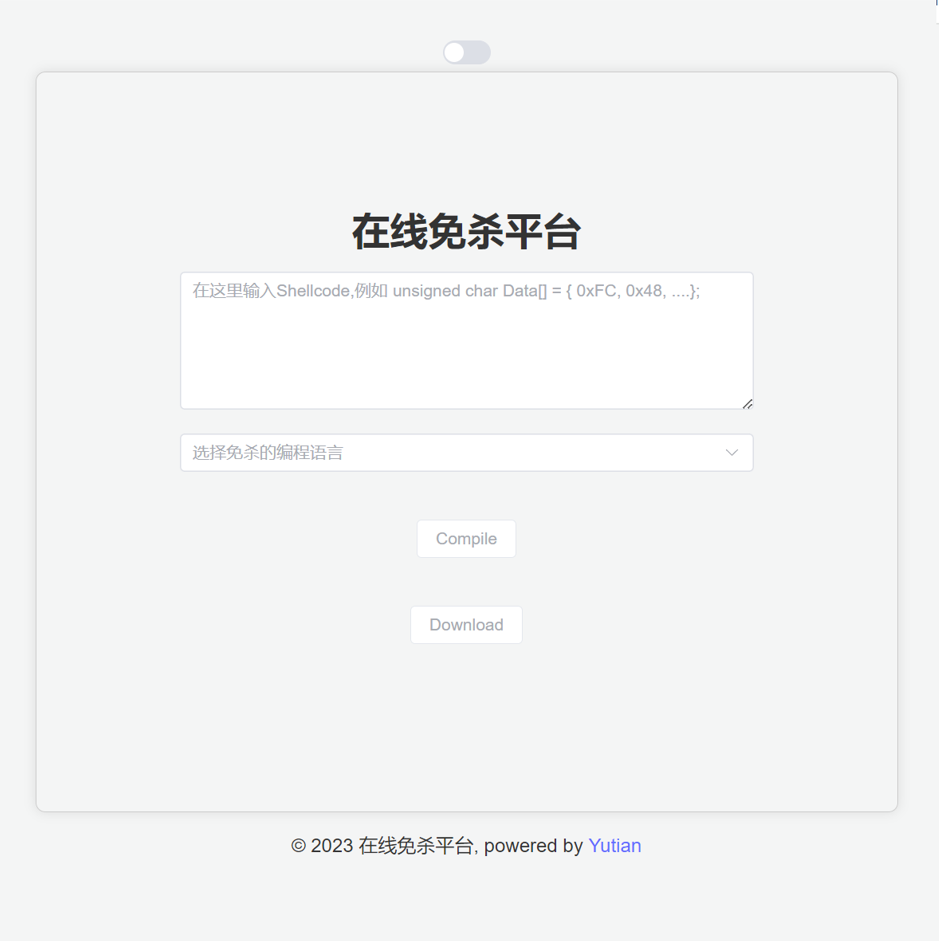 在线免杀平台
在这里输入Shellcode,例如 unsigned char Data[] = { 0xFC, 0x48, ....};
选择免杀的编程语言
Compile
Download
© 2023 在线免杀平台, powered by Yutian